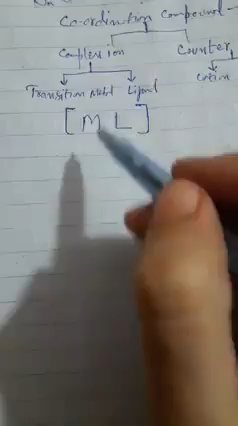 Co-ordination Compound
Complex ion Counter
Transition Metal Ligand Cation
[ M L ]